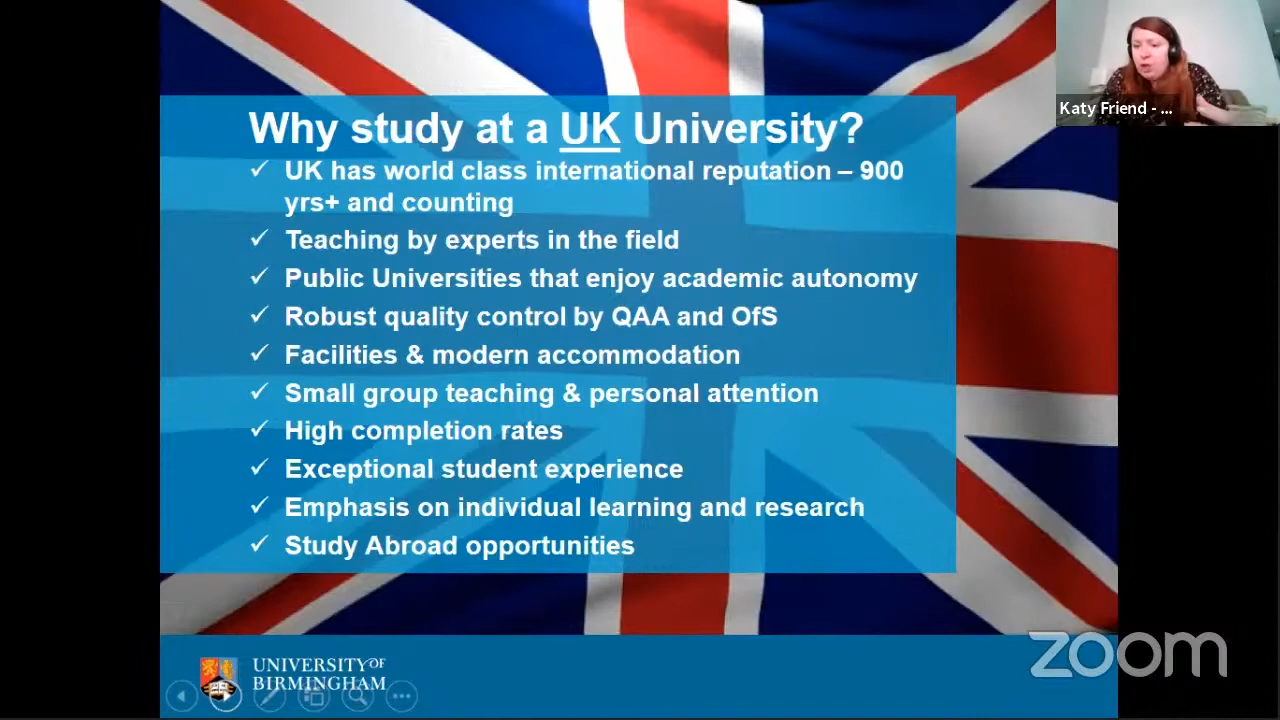 Why study at a UK University?
✓ UK has world class international reputation – 900
yrs+ and counting
✓ Teaching by experts in the field
✓ Public Universities that enjoy academic autonomy
✓ Robust quality control by QAA and OfS
✓ Facilities & modern accommodation
✓ Small group teaching & personal attention
✓ High completion rates
✓ Exceptional student experience
✓ Emphasis on individual learning and research
✓ Study Abroad opportunities
Katy Friend - ...
UNIVERSITY OF
BIRMINGHAM
zoom